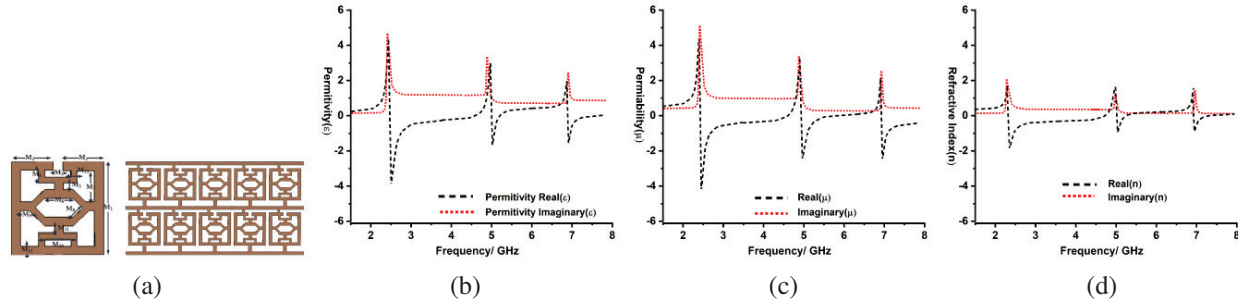 Permitivity(ε)
6
4
2
0
-2
-4
-6
2 3 4 5 6 7 8
Frequency/ GHz
Permitivity Real(ε)
Permitivity Imaginary(ε)
Permiability(μ)
6
4
2
0
-2
-4
-6
2 3 4 5 6 7 8
Frequency/ GHz
Real(μ)
Imaginary(μ)
Refractive Index(n)
6
4
2
0
-2
-4
-6
2 3 4 5 6 7 8
Frequency/ GHz
Real(n)
Imaginary(n)
(a) (b) (c) (d)